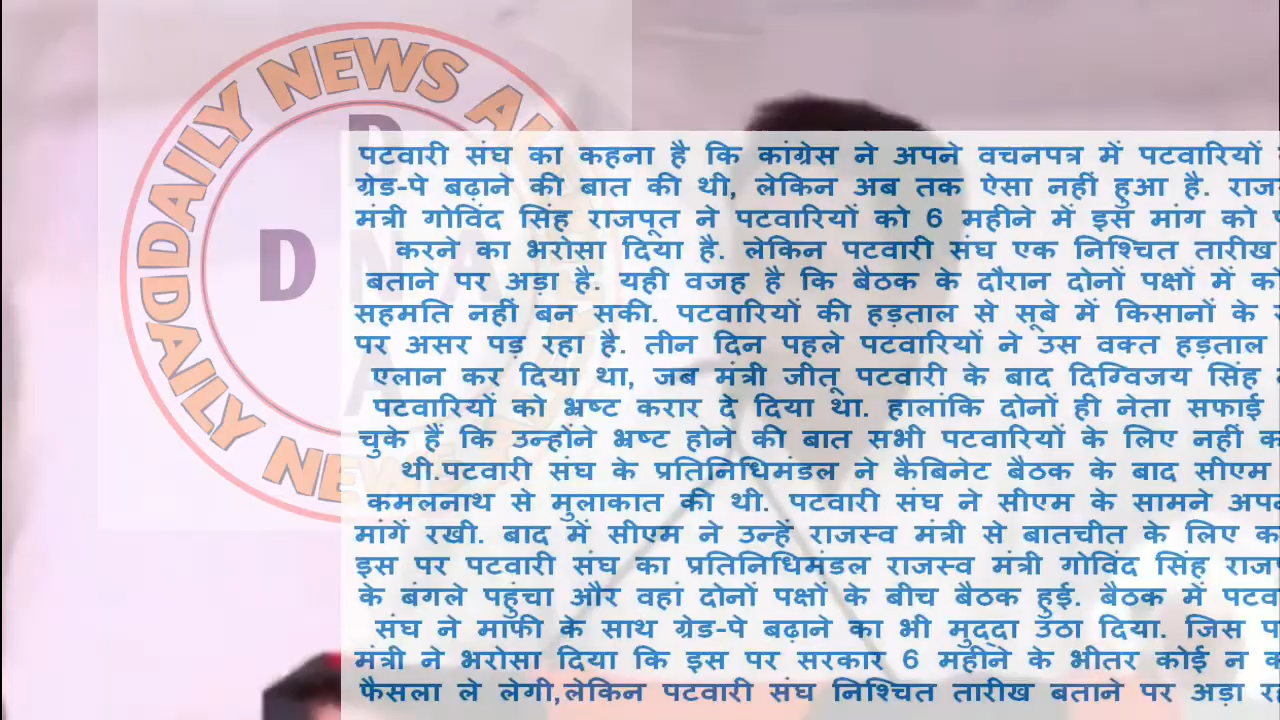 DAILY NEWS
D
D N A
A
DAILY NEWS
पटवारी संघ का कहना है कि कांग्रेस ने अपने वचनपत्र में पटवारियों
ग्रेड-पे बढ़ाने की बात की थी, लेकिन अब तक ऐसा नहीं हुआ है.
मंत्री गोविंद सिंह राजपूत ने पटवारियों को 6 महीने में इस मांग को
करने का भरोसा दिया है. लेकिन पटवारी संघ एक निश्चित तारीख
बताने पर अड़ा है. यही वजह है कि बैठक के दौरान दोनों पक्षों में
सहमति नहीं बन सकी. पटवारियों की हड़ताल से सूबे में किसानों के
पर असर पड़ रहा है. तीन दिन पहले पटवारियों ने उस वक्त हड़ताल
एलान कर दिया था, जब मंत्री जीतू पटवारी के बाद दिग्विजय सिंह
पटवारियों को भ्रष्ट करार दे दिया था. हालांकि दोनों ही नेता सफाई
चुके हैं कि उन्होंने भ्रष्ट होने की बात सभी पटवारियों के लिए नहीं
थी.पटवारी संघ के प्रतिनिधिमंडल ने कैबिनेट बैठक के बाद सीएम
कमलनाथ से मुलाकात की थी. पटवारी संघ ने सीएम के सामने
मांगें रखी. बाद में सीएम ने उन्हें राजस्व मंत्री से बातचीत के लिए
इस पर पटवारी संघ का प्रतिनिधिमंडल राजस्व मंत्री गोविंद सिंह
के बंगले पहुंचा और वहां दोनों पक्षों के बीच बैठक हुई. बैठक में
संघ ने माफी के साथ ग्रेड-पे बढ़ाने का भी मुद्दा उठा दिया. जिस
मंत्री ने भरोसा दिया कि इस पर सरकार 6 महीने के भीतर कोई न
फैसला ले लेगी,लेकिन पटवारी संघ निश्चित तारीख बताने पर अड़ा